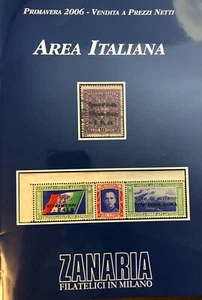 PRIMAVERA 2006 - VENDITA A PREZZI NETTI
AREA ITALIANA
ZANARIA
FILATELICI IN MILANO